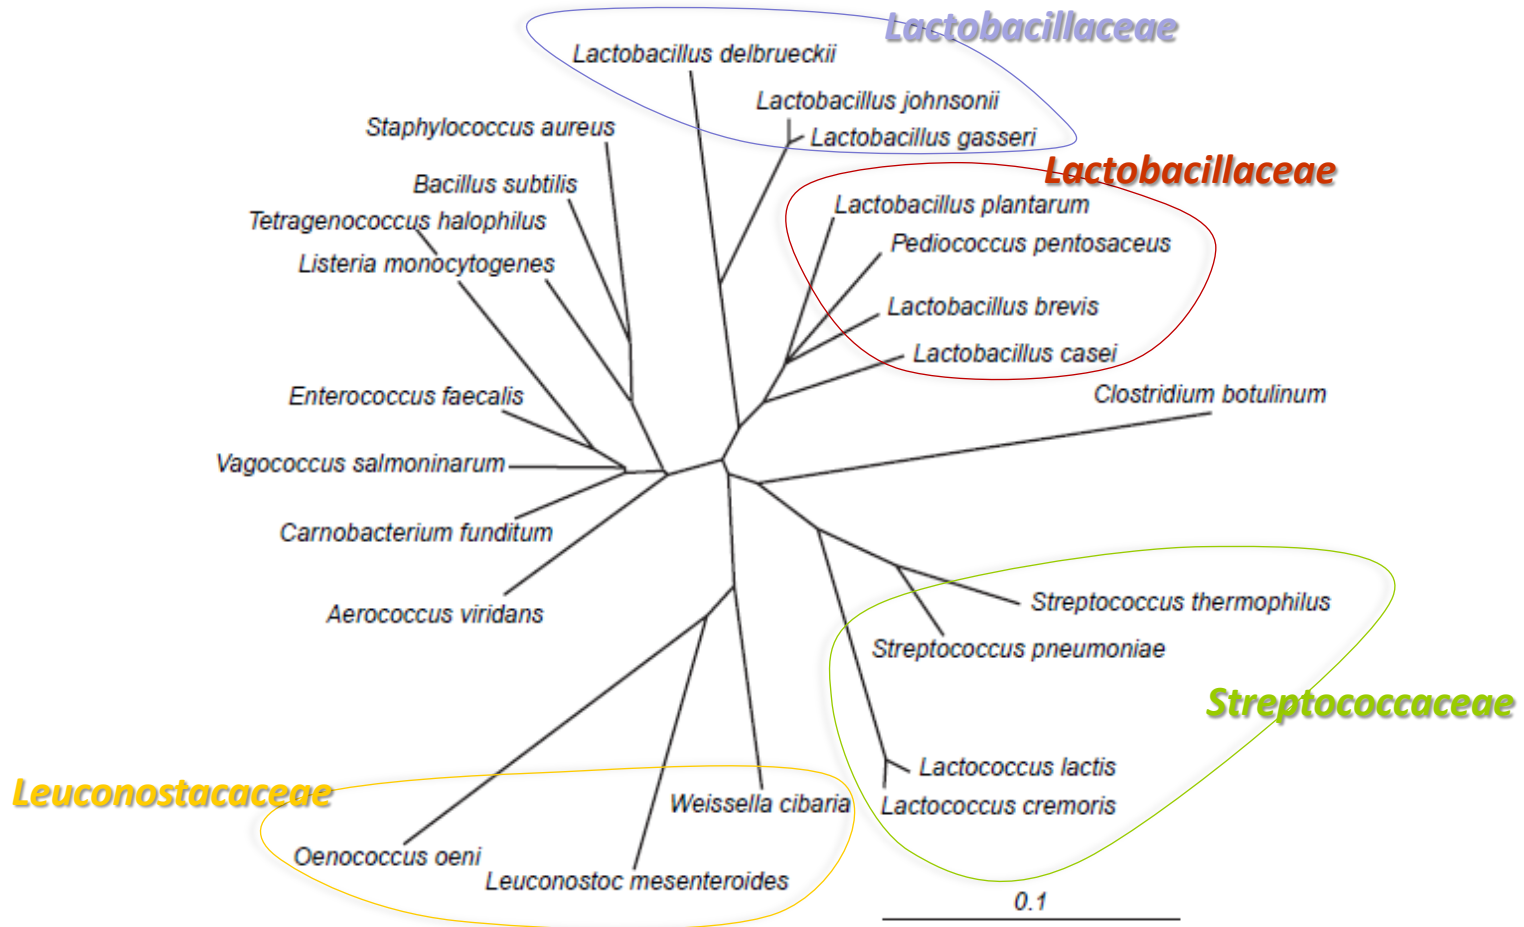 Lactobacillaceae
Lactobacillus delbrueckii
Lactobacillus johnsonii
Staphylococcus aureus
Lactobacillus gasseri
Lactobacillaceae
Bacillus subtilis
Lactobacillus plantarum
Tetragenococcus halophilus
Pediococcus pentosaceus
Listeria monocytogenes
Lactobacillus brevis
Lactobacillus casei
Clostridium botulinum
Enterococcus faecalis
Vagococcus salmoninarum
Carnobacterium funditum
Aerococcus viridans
Streptococcus thermophilus
Streptococcus pneumoniae
Streptococcaceae
Lactococcus lactis
Leuconostacaceae
Weissella cibaria
Lactococcus cremoris
Oenococcus oeni
Leuconostoc mesenteroides
0.1